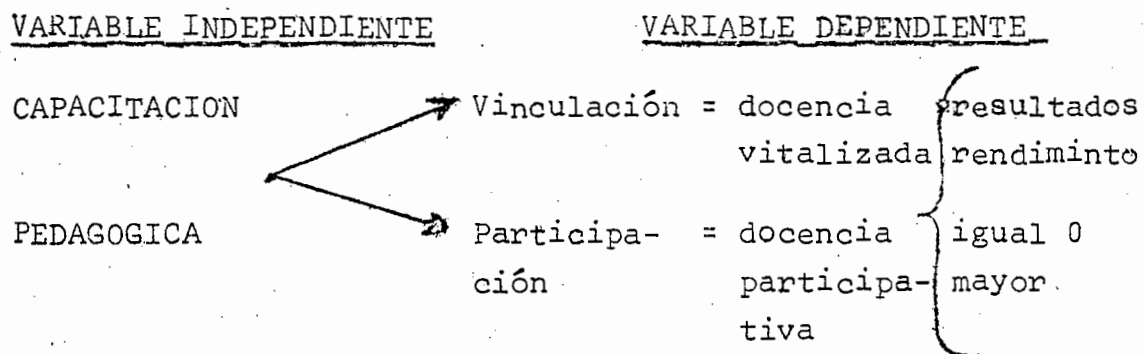 VARIABLE INDEPENDIENTE VARIABLE DEPENDIENTE
CAPACITACION Vinculación = docencia resultados
vitalizada rendiminto
PEDAGOGICA Participa- = docencia igual 0
ción participa- mayor.
tiva